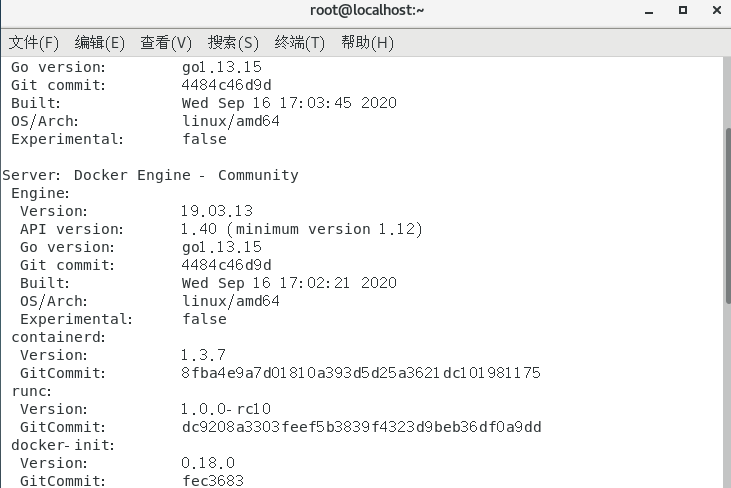 root@localhost:~
文件(F) 编辑(E) 查看(V) 搜索(S) 终端(T) 帮助(H)
Go version: go1.13.15
Git commit: 4484c46d9d
Built: Wed Sep 16 17:03:45 2020
OS/Arch: linux/amd64
Experimental: false
Server: Docker Engine - Community
Engine:
Version: 19.03.13
API version: 1.40 (minimum version 1.12)
Go version: go1.13.15
Git commit: 4484c46d9d
Built: Wed Sep 16 17:02:21 2020
OS/Arch: linux/amd64
Experimental: false
containerd:
Version: 1.3.7
GitCommit: 8fba4e9a7d01810a393d5d25a3621dc101981175
runc:
Version: 1.0.0-rc10
GitCommit: dc9208a3303feef5b3839f4323d9beb36df0a9dd
docker-init:
Version: 0.18.0
GitCommit: fec3683